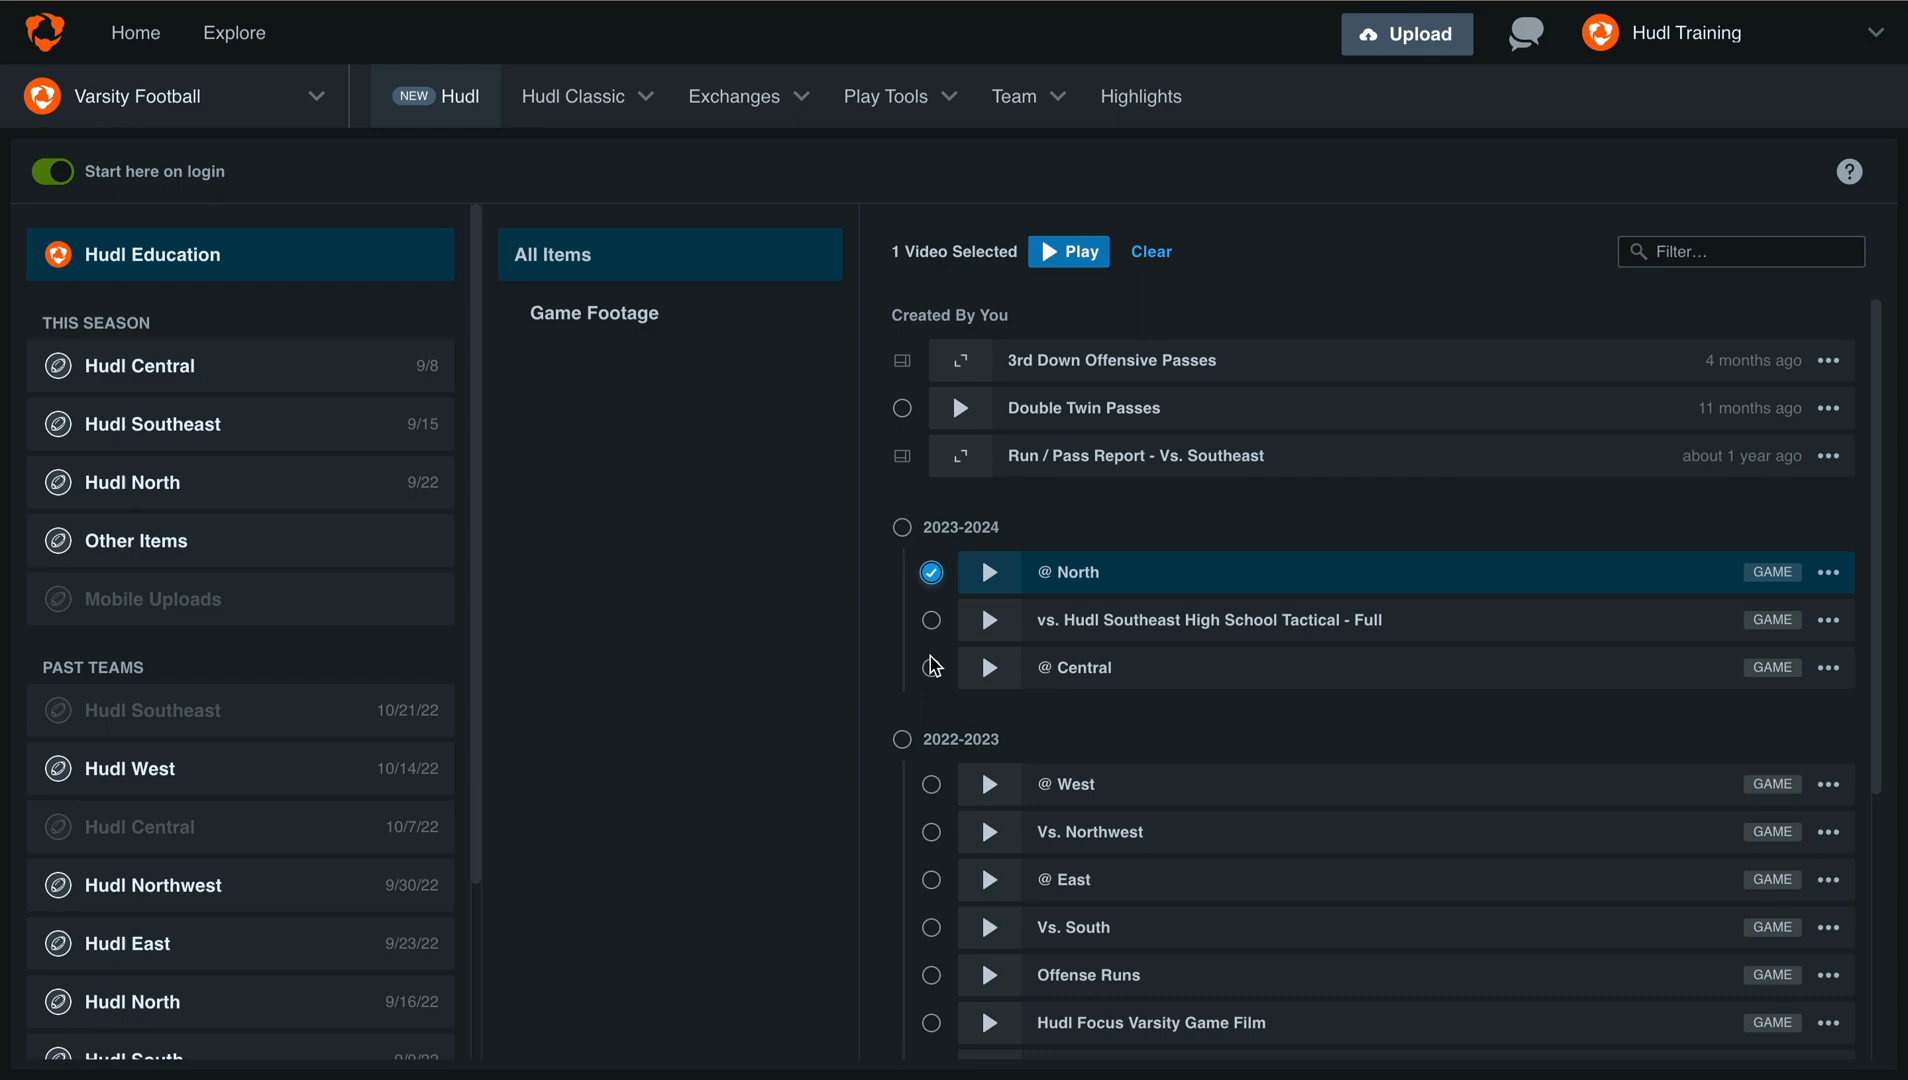 Home Explore Upload Hudl Training
Varsity Football NEW Hudl Hudl Classic Exchanges Play Tools Team Highlights
Start here on login ?
Hudl Education
THIS SEASON
Hudl Central 9/8
Hudl Southeast 9/15
Hudl North 9/22
Other Items
Mobile Uploads
PAST TEAMS
Hudl Southeast 10/21/22
Hudl West 10/14/22
Hudl Central 10/7/22
Hudl Northwest 9/30/22
Hudl East 9/23/22
Hudl North 9/16/22
Hudl South 9/9/22
All Items
Game Footage
1 Video Selected Play Clear Filter...
Created By You
3rd Down Offensive Passes 4 months ago
Double Twin Passes 11 months ago
Run / Pass Report - Vs. Southeast about 1 year ago
2023-2024
@ North GAME
vs. Hudl Southeast High School Tactical - Full GAME
@ Central GAME
2022-2023
@ West GAME
Vs. Northwest GAME
@ East GAME
Vs. South GAME
Offense Runs GAME
Hudl Focus Varsity Game Film GAME